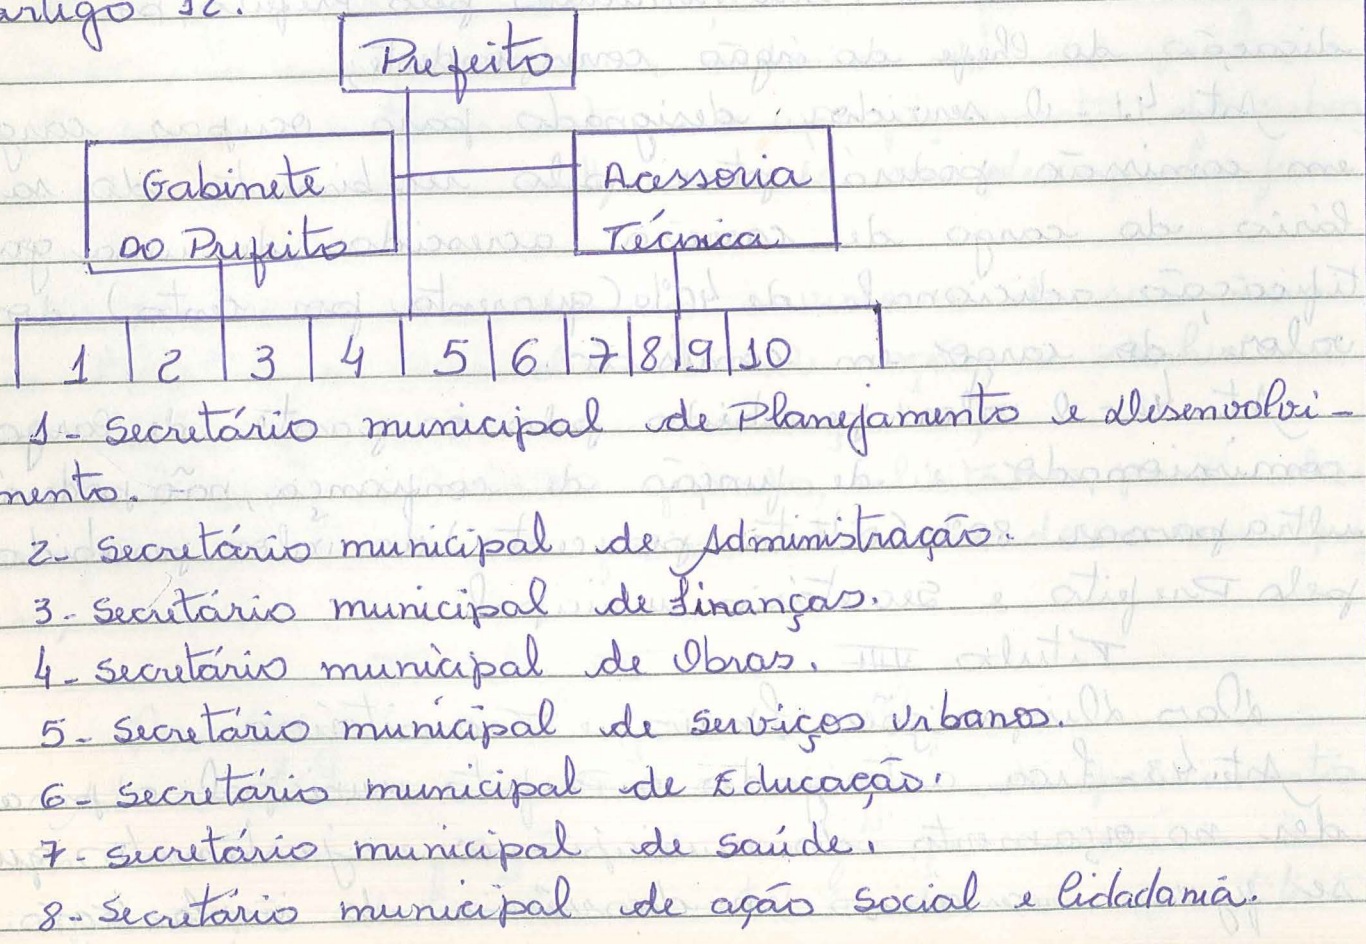 artigo 12.
Prefeito
Gabinete
DO Prefeito
Acessoria
Técnica
1 2 3 4 5 6 7 8 9 10
1- Secretário municipal de Planejamento e desenvolvi-
mento.
2- Secretário municipal de Administração.
3- Secretário municipal de finanças.
4- Secretário municipal de Obras.
5- Secretário municipal de Serviços Urbanos.
6- Secretário municipal de Educação.
7- Secretário municipal de saúde.
8- Secretário municipal de ação social e Cidadania.